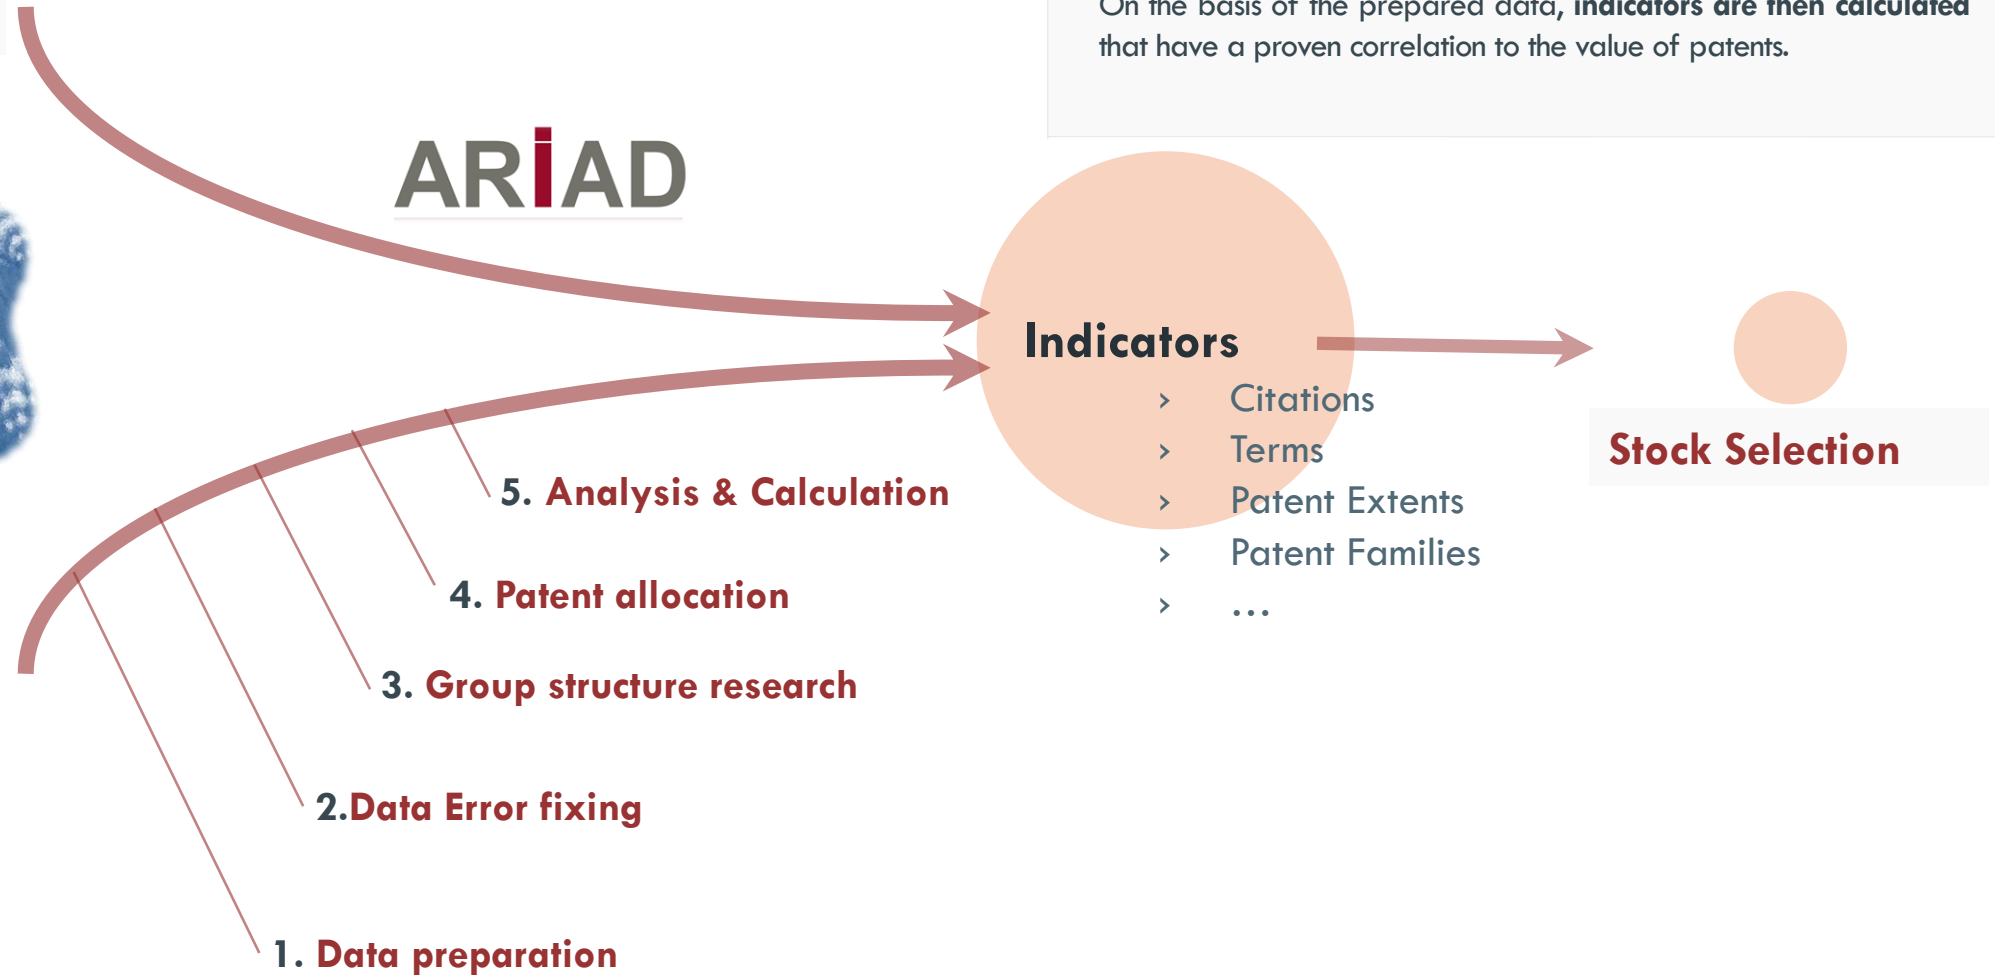 On the basis of the prepared data, indicators are then calculated
that have a proven correlation to the value of patents.
ARiAD
Indicators
› Citations
› Terms
› Patent Extents
› Patent Families
› ...
Stock Selection
5. Analysis & Calculation
4. Patent allocation
3. Group structure research
2.Data Error fixing
1. Data preparation